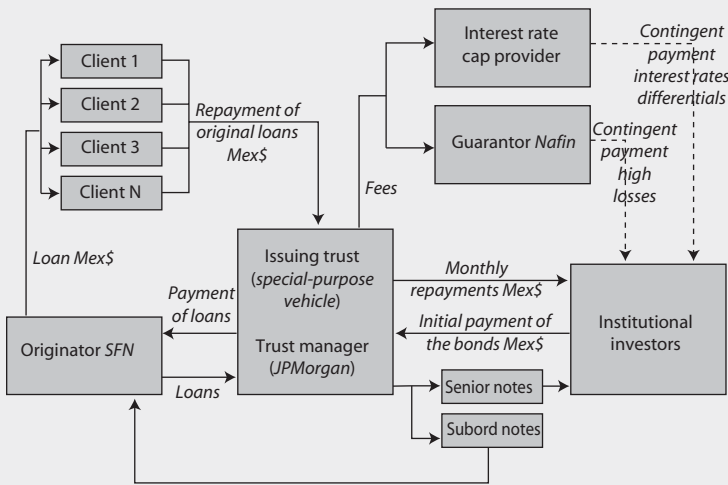 Client 1
Client 2
Client 3
Client N
Repayment of
original loans
Mex$
Interest rate
cap provider
Contingent
payment
interest rates
differentials
Guarantor Nafin
Contingent
payment
high
losses
Fees
Loan Mex$
Issuing trust
(special-purpose
vehicle)
Trust manager
(JPMorgan)
Payment
of loans
Originator SFN
Loans
Monthly
repayments Mex$
Initial payment of
the bonds Mex$
Institutional
investors
Senior notes
Subord notes